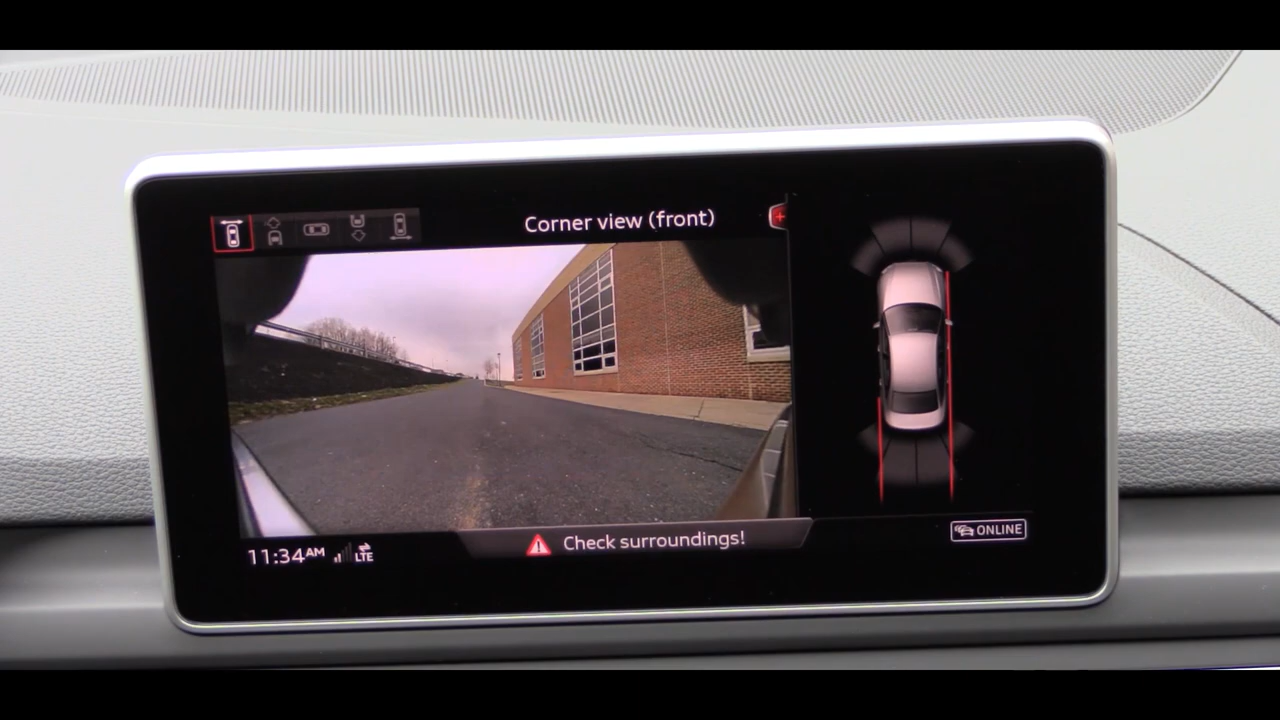 Corner view (front)
Check surroundings!
11:34AM
LTE
ONLINE